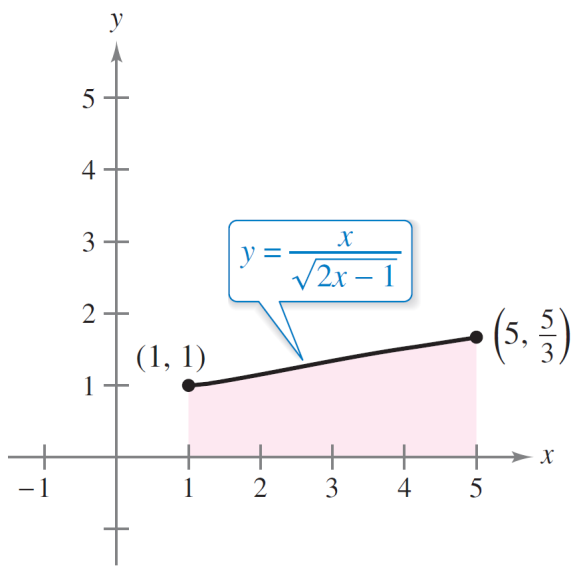 y
5
4
3
y = x / √(2x − 1)
2
(5, 5/3)
(1, 1)
1
x
−1 1 2 3 4 5